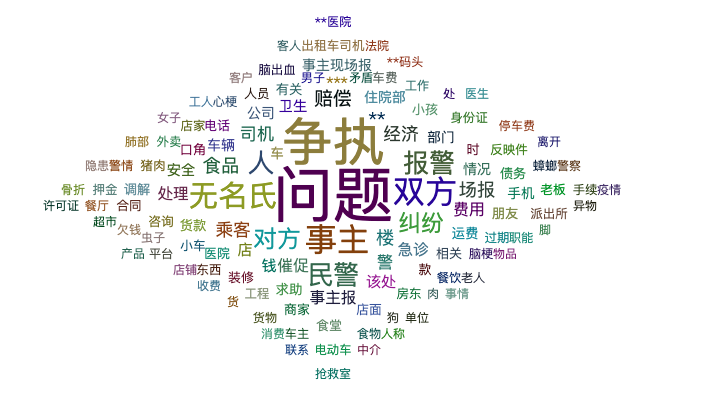 **医院
客人 出租车 司机 法院
脑出血 事主现场报 **码头
客户 男子 *** 矛盾 车费
人员 有关 赔偿 住院部 工作 处 医生
工人 心梗 公司 卫生 ** 小孩 身份证
女子 店家 电话 司机 争执 经济 部门 停车费
肺部 外卖 口角 车辆 车 时 反映件 离开
隐患 警情 猪肉 安全 食品 人 报警 情况 债务 蟑螂 警察
骨折 押金 调解 处理 无名氏 问题 双方 场报 手机 老板 手续 疫情
许可证 餐厅 合同 费用 朋友 派出所 异物
超市 欠钱 咨询 货款 乘客 事主 纠纷 运费 脚
虫子 小车 对方 楼 急诊 过期 职能
产品 平台 医院 店 警 相关 脑梗 物品
店铺 东西 装修 钱 催促 民警 该处 款 餐饮 老人
收费 货 工程 求助 事主报 房东 肉 事情
货物 商家 店面 狗 单位
消费 车主 食堂 食物 人称
联系 电动车 中介
抢救室